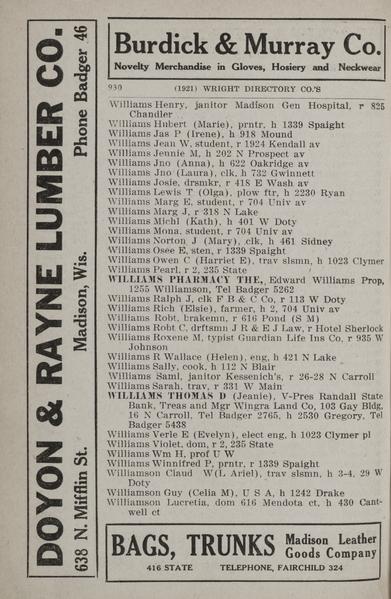 DOYON & RAYNE LUMBER CO.
638 N. Mifflin St. Madison, Wis. Phone Badger 46
Burdick & Murray Co.
Novelty Merchandise in Gloves, Hosiery and Neckwear
930 (1921) WRIGHT DIRECTORY CO.'S
Williams Henry, janitor Madison Gen Hospital, r 825
Chandler
Williams Hubert (Marie), prntr, h 1339 Spaight
Williams Jas P (Irene), h 918 Mound
Williams Jean W, student, r 1924 Kendall av
Williams Jennie M, h 202 N Prospect av
Williams Jno (Anna), h 622 Oakridge av
Williams Jno (Laura), clk, h 732 Gwinnett
Williams Josie, drsmkr, r 418 E Wash av
Williams Lewis T (Olga), plow ftr, h 2230 Ryan
Williams Marg E, student, r 704 Univ av
Williams Marg J, r 318 N Lake
Williams Michl (Kath), h 401 W Doty
Williams Mona, student, r 704 Univ av
Williams Norton J (Mary), clk, h 461 Sidney
Williams Osee E, sten, r 1339 Spaight
Williams Owen C (Harriet E), trav slsmn, h 1023 Clymer
Williams Pearl, r 2, 235 State
WILLIAMS PHARMACY THE, Edward Williams Prop,
1255 Williamson, Tel Badger 5262
Williams Ralph J, clk F B & C Co, r 113 W Doty
Williams Rich (Elsie), farmer, h 2, 704 Univ av
Williams Robt, brakemn, r 616 Pond (S M)
Williams Robt C, drftsmn J R & E J Law, r Hotel Sherlock
Williams Roxene M, typist Guardian Life Ins Co, r 935 W
Johnson
Williams R Wallace (Helen), eng, h 421 N Lake
Williams Sally, cook, h 112 N Blair
Williams Saml, janitor Kessenich's, r 26-28 N Carroll
Williams Sarah, trav, r 331 W Main
WILLIAMS THOMAS D (Jeanie), V-Pres Randall State
Bank, Treas and Mgr Wingra Land Co, 103 Gay Bldg,
16 N Carroll, Tel Badger 2765, h 2530 Gregory, Tel
Badger 5438
Williams Verle E (Evelyn), elect eng, h 1023 Clymer pl
Williams Violet, dom, r 2, 235 State
Williams Wm H, prof U W
Williams Winnifred P, prntr, r 1339 Spaight
Williamson Claud W(L Ariel), trav slsmn, h 3-4, 29 W
Doty
Williamson Guy (Celia M), U S A, h 1242 Drake
Williamson Lucretia, dom 616 Mendota ct, h 430 Cant-
well ct
BAGS, TRUNKS Madison Leather
Goods Company
416 STATE TELEPHONE, FAIRCHILD 324